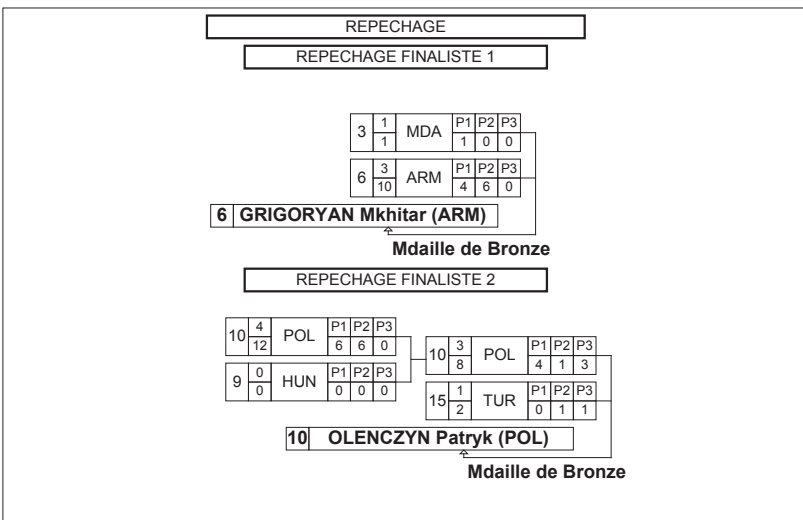 REPECHAGE
REPECHAGE FINALISTE 1
3 1 MDA P1 P2 P3
1 1 0 0
6 3 ARM P1 P2 P3
10 4 6 0
6 GRIGORYAN Mkhitar (ARM)
Mdaille de Bronze
REPECHAGE FINALISTE 2
10 4 POL P1 P2 P3
12 6 6 0
9 0 HUN P1 P2 P3
0 0 0 0
10 3 POL P1 P2 P3
8 4 1 3
15 1 TUR P1 P2 P3
2 0 1 1
10 OLENCZYN Patryk (POL)
Mdaille de Bronze